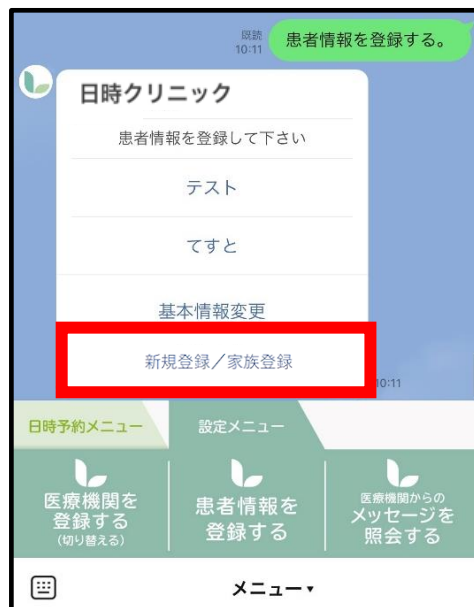 既読
10:11
患者情報を登録する。
日時クリニック
患者情報を登録して下さい
テスト
てすと
基本情報変更
新規登録／家族登録
10:11
日時予約メニュー
設定メニュー
医療機関を
登録する
(切り替える)
患者情報を
登録する
医療機関からの
メッセージを
照会する
メニュー▾